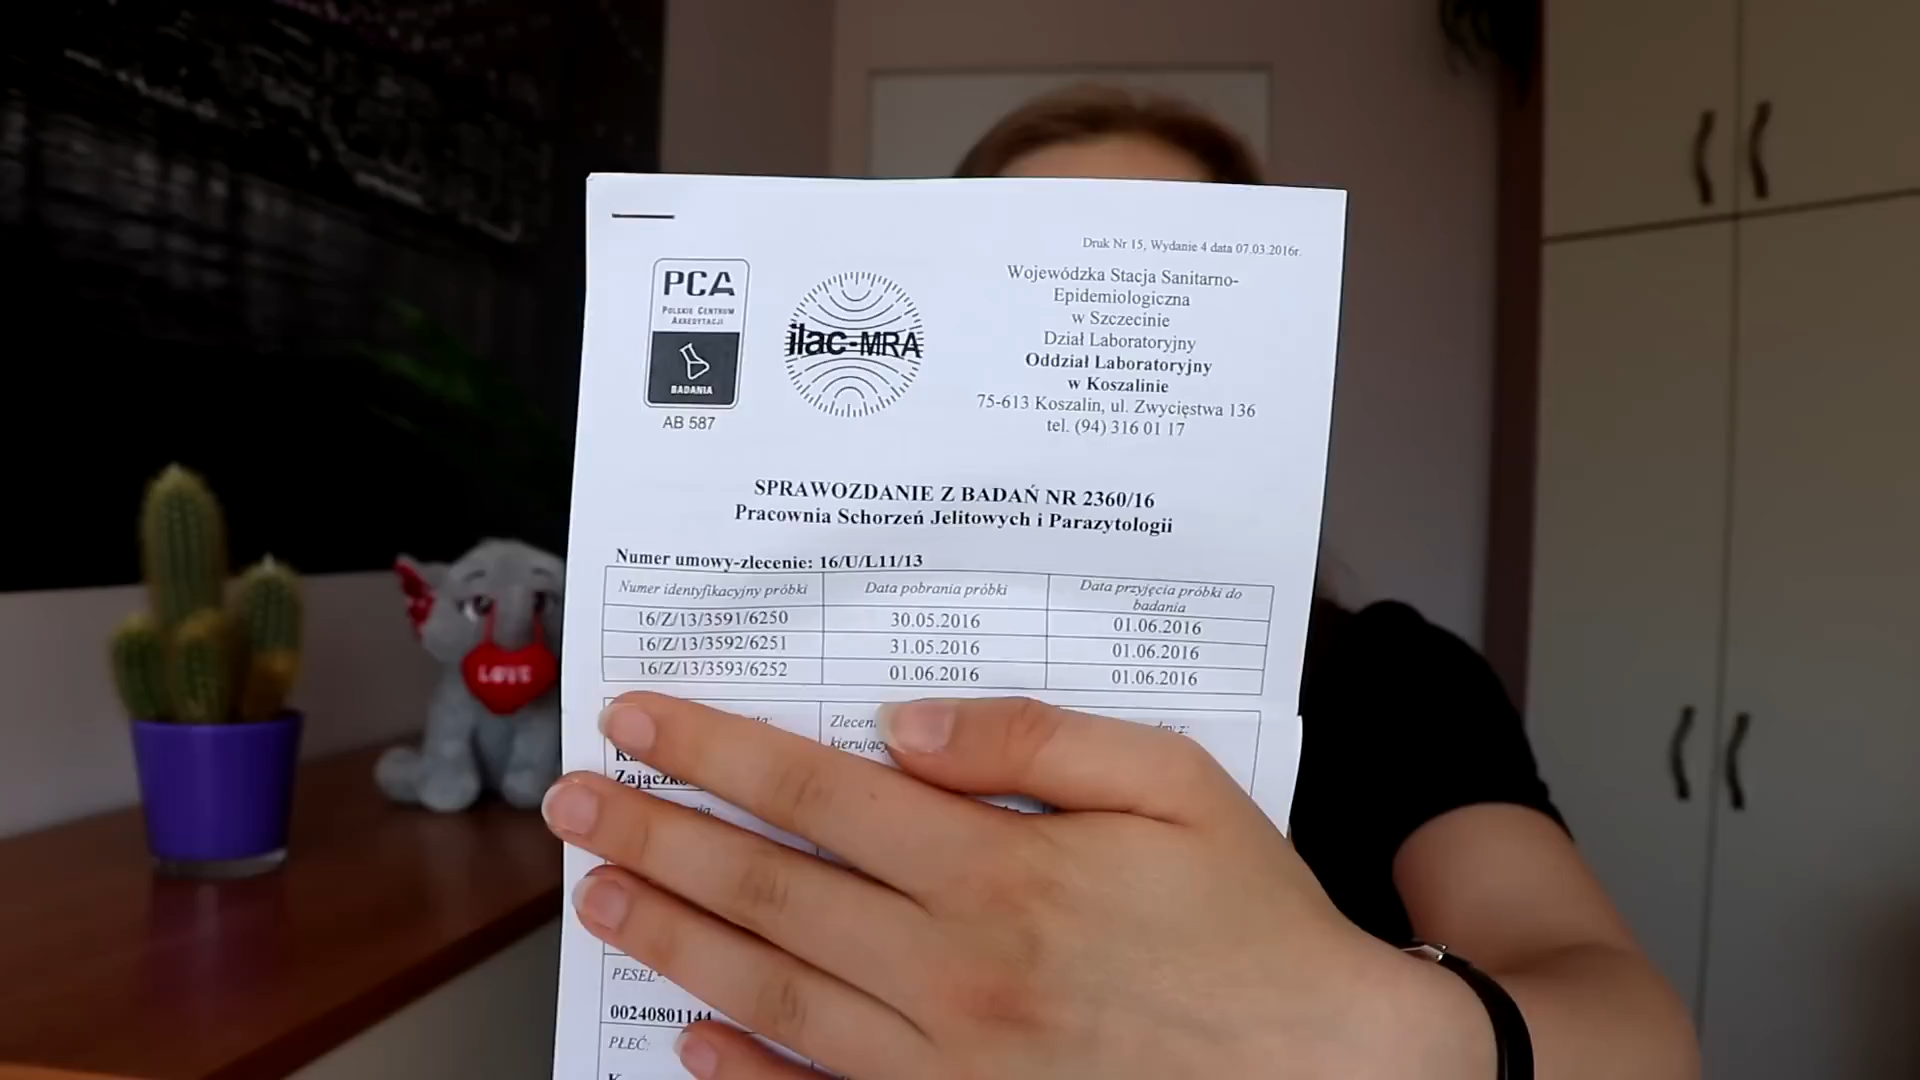 Druk Nr 15, Wydanie 4 data 07.03.2016r.
PCA
POLSKIE CENTRUM
AKREDYTACJI
BADANIA
AB 587
ilac-MRA
Wojewódzka Stacja Sanitarno-
Epidemiologiczna
w Szczecinie
Dział Laboratoryjny
Oddział Laboratoryjny
w Koszalinie
75-613 Koszalin, ul. Zwycięstwa 136
tel. (94) 316 01 17
SPRAWOZDANIE Z BADAŃ NR 2360/16
Pracownia Schorzeń Jelitowych i Parazytologii
Numer umowy-zlecenie: 16/U/L11/13
Numer identyfikacyjny próbki Data pobrania próbki Data przyjęcia próbki do
badania
16/Z/13/3591/6250 30.05.2016 01.06.2016
16/Z/13/3592/6251 31.05.2016 01.06.2016
16/Z/13/3593/6252 01.06.2016 01.06.2016
PESEL
PŁEĆ:
LOVE